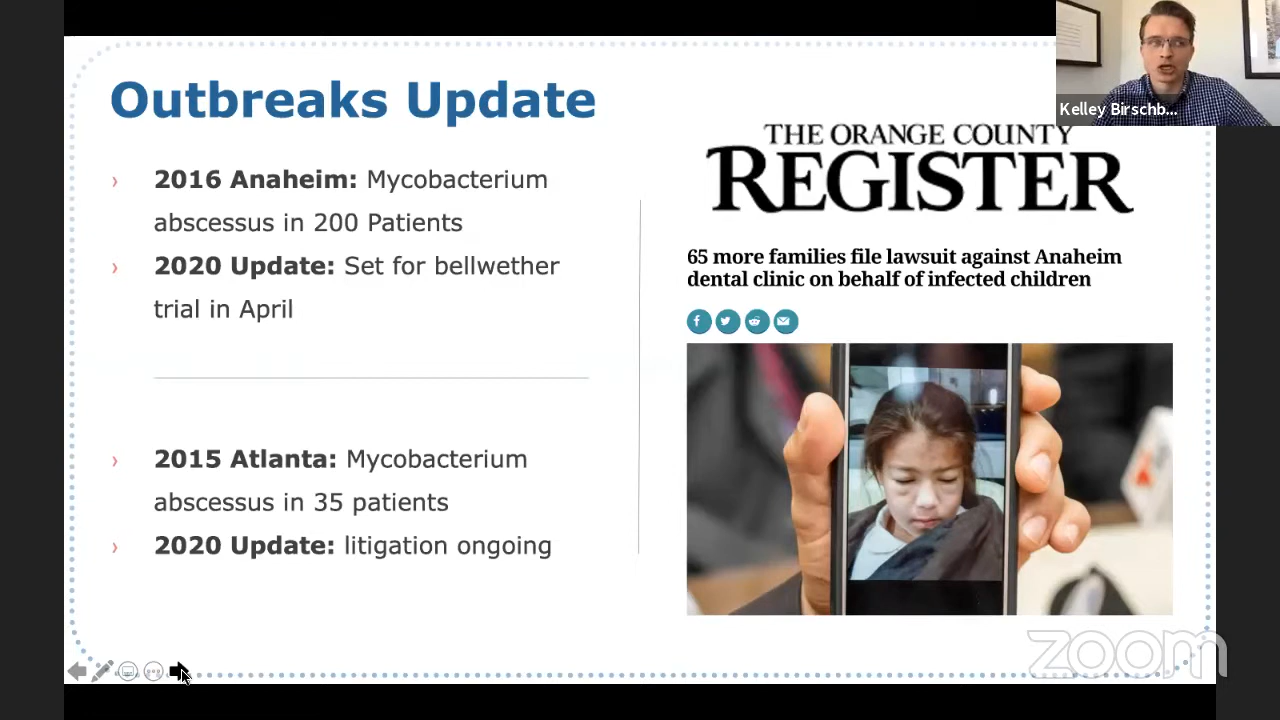 Outbreaks Update
› 2016 Anaheim: Mycobacterium
abscessus in 200 Patients
› 2020 Update: Set for bellwether
trial in April
› 2015 Atlanta: Mycobacterium
abscessus in 35 patients
› 2020 Update: litigation ongoing
THE ORANGE COUNTY
REGISTER
65 more families file lawsuit against Anaheim
dental clinic on behalf of infected children
Kelley Birschb...
zoom